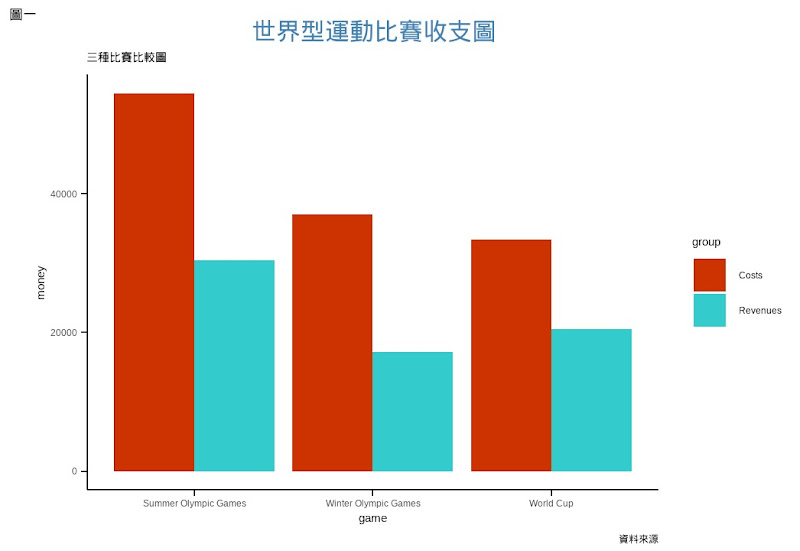 圖一
世界型運動比賽收支圖
三種比賽比較圖
money
40000
20000
0
Summer Olympic Games
Winter Olympic Games
World Cup
game
group
Costs
Revenues
資料來源